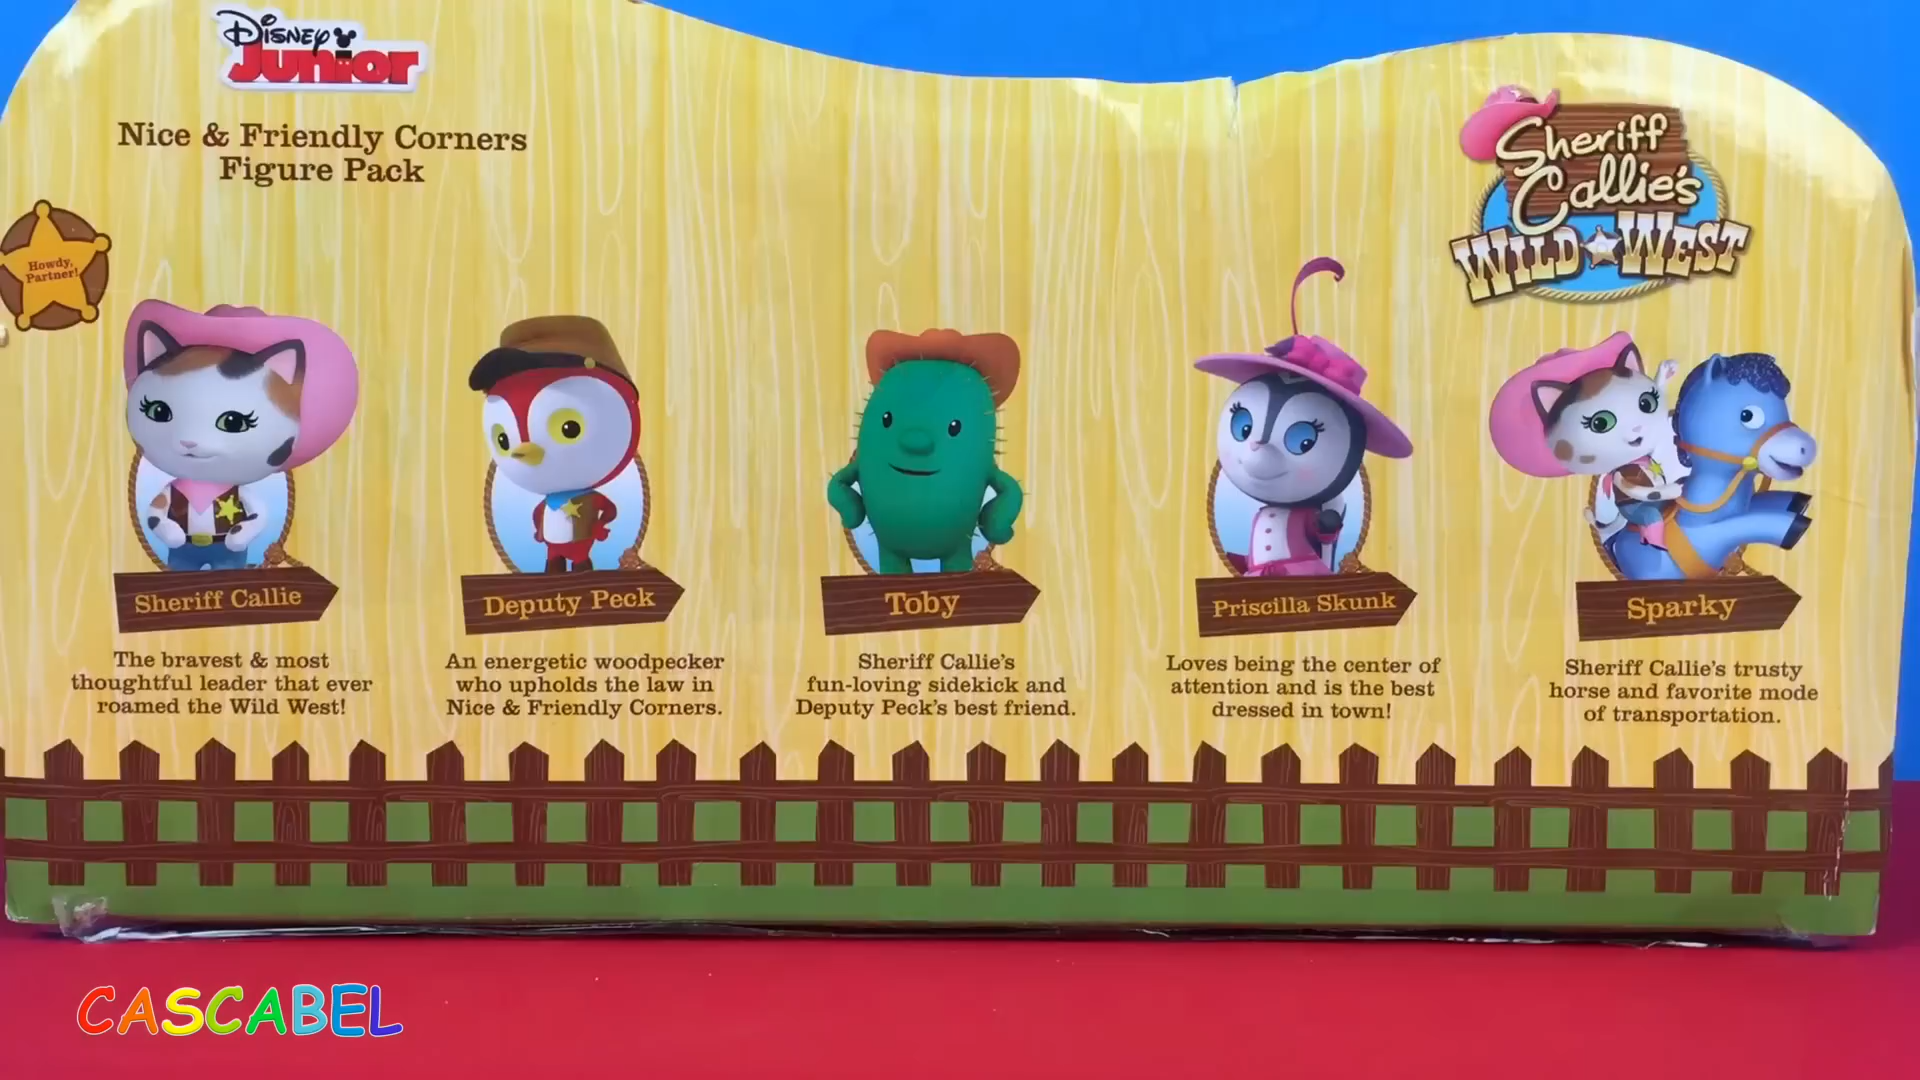 Disney
Junior
Nice & Friendly Corners
Figure Pack
Howdy,
Partner!
Sheriff
Callie's
WILD WEST
Sheriff Callie
The bravest & most
thoughtful leader that ever
roamed the Wild West!
Deputy Peck
An energetic woodpecker
who upholds the law in
Nice & Friendly Corners.
Toby
Sheriff Callie's
fun-loving sidekick and
Deputy Peck's best friend.
Priscilla Skunk
Loves being the center of
attention and is the best
dressed in town!
Sparky
Sheriff Callie's trusty
horse and favorite mode
of transportation.
CASCABEL